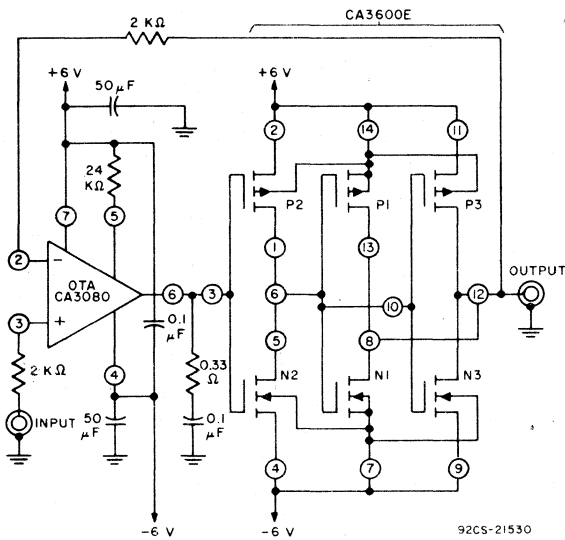 CA3600E
2 KΩ
+6 V
50 µF
+6 V
2
14
11
24
KΩ
P2
P1
P3
7
5
1
13
2
−
OTA
CA3080
6
3
6
10
12
OUTPUT
3
+
5
8
0.1
µF
0.33
Ω
2 KΩ
4
N2
N1
N3
INPUT
50
µF
0.1
µF
4
7
9
-6 V
-6 V
92CS-21530